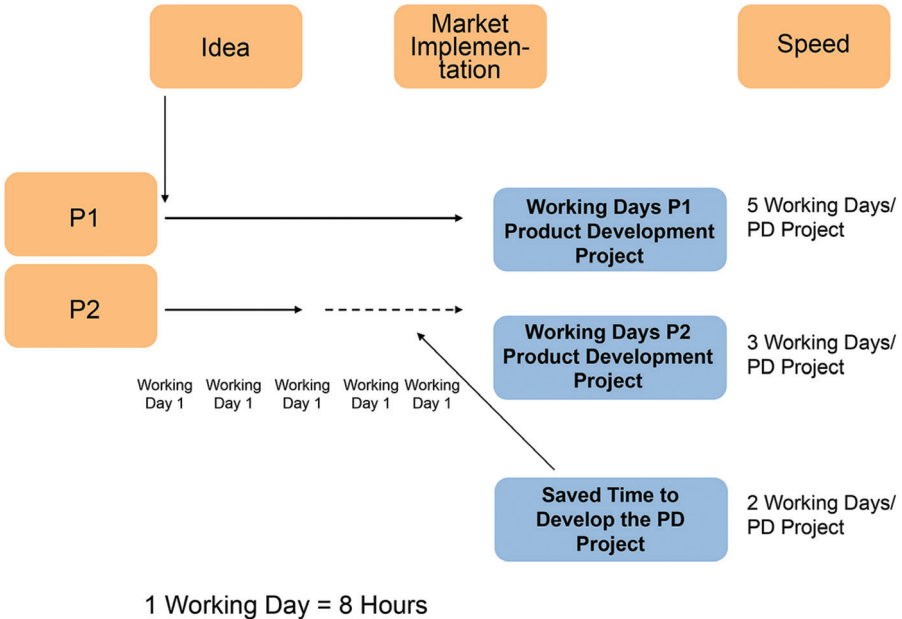 Idea
Market
Implemen-
tation
Speed
P1
Working Days P1
Product Development
Project
5 Working Days/
PD Project
P2
Working Days P2
Product Development
Project
3 Working Days/
PD Project
Working
Day 1
Working
Day 1
Working
Day 1
Working
Day 1
Working
Day 1
Saved Time to
Develop the PD
Project
2 Working Days/
PD Project
1 Working Day = 8 Hours